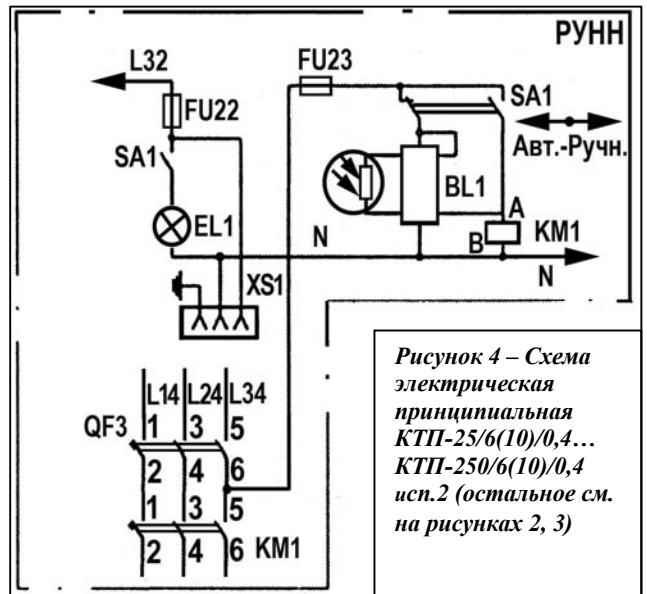 РУНН
L32
FU23
FU22
SA1
SA1
Авт.-Ручн.
BL1
EL1
N
A
B
KM1
N
XS1
L14 L24 L34
QF3
1 3 5
2 4 6
1 3 5
2 4 6 KM1
Рисунок 4 – Схема
электрическая
принципиальная
КТП-25/6(10)/0,4…
КТП-250/6(10)/0,4
исп.2 (остальное см.
на рисунках 2, 3)